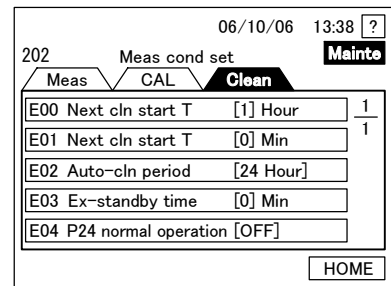 06/10/06 13:38 ?
202 Meas cond set Mainte
Meas CAL Clean
E00 Next cln start T [1] Hour
1
1
E01 Next cln start T [0] Min
E02 Auto-cln period [24 Hour]
E03 Ex-standby time [0] Min
E04 P24 normal operation [OFF]
HOME